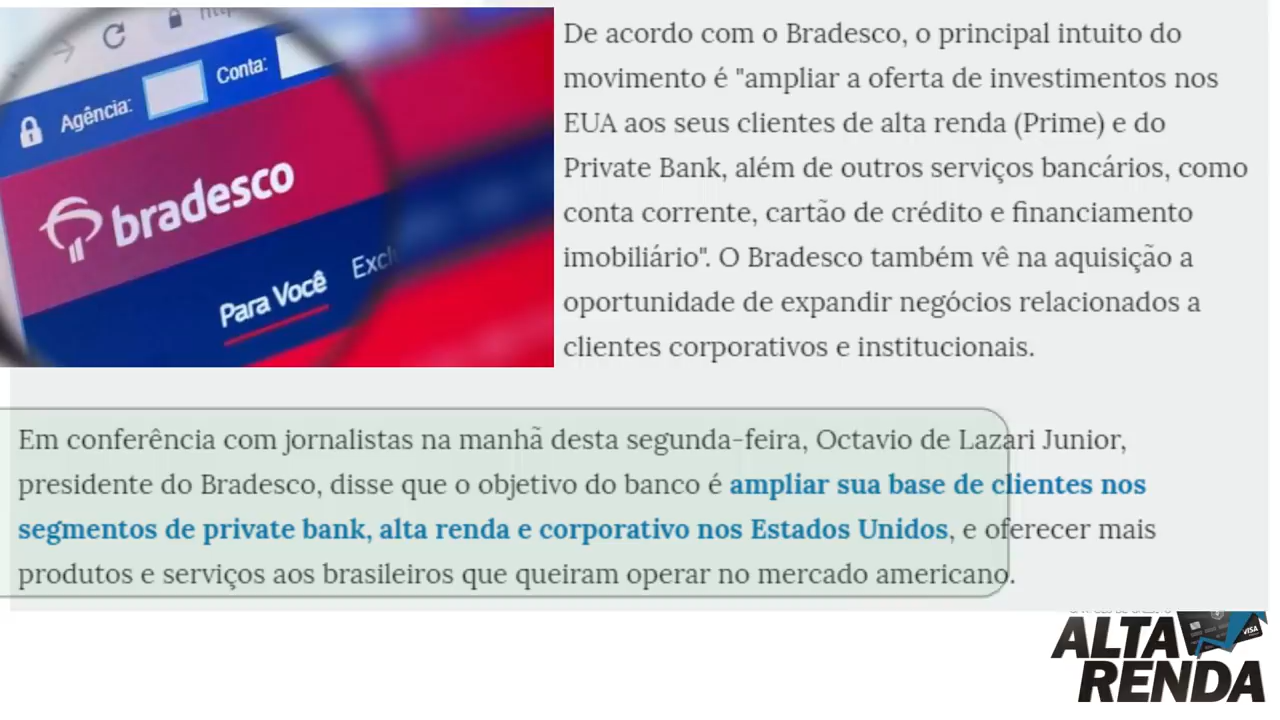 http
Agência:
Conta:
bradesco
Para Você
De acordo com o Bradesco, o principal intuito do
movimento é "ampliar a oferta de investimentos nos
EUA aos seus clientes de alta renda (Prime) e do
Private Bank, além de outros serviços bancários, como
conta corrente, cartão de crédito e financiamento
imobiliário". O Bradesco também vê na aquisição a
oportunidade de expandir negócios relacionados a
clientes corporativos e institucionais.
Em conferência com jornalistas na manhã desta segunda-feira, Octavio de Lazari Junior,
presidente do Bradesco, disse que o objetivo do banco é ampliar sua base de clientes nos
segmentos de private bank, alta renda e corporativo nos Estados Unidos, e oferecer mais
produtos e serviços aos brasileiros que queiram operar no mercado americano.
ALTA
VISA
RENDA